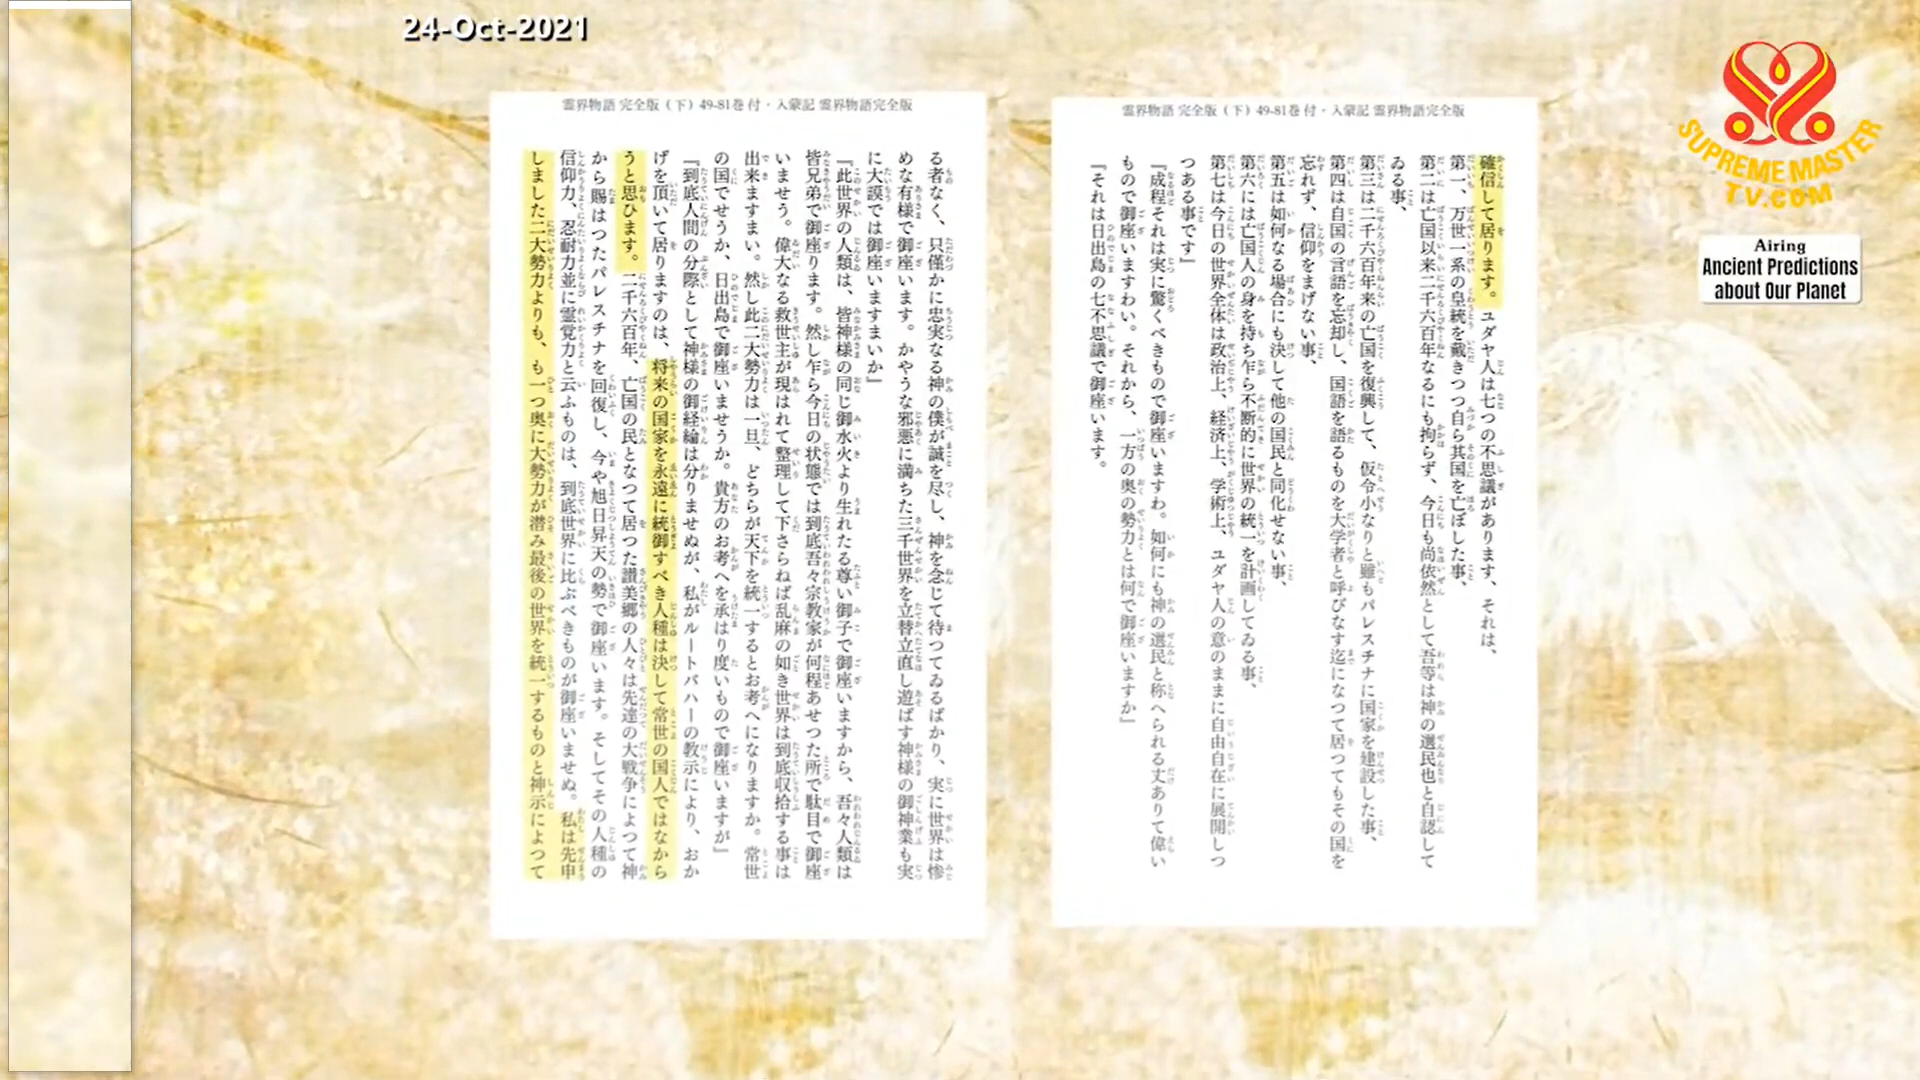 24-Oct-2021
SUPREME MASTER
TV.COM
Airing
Ancient Predictions
about Our Planet
霊界物語 完全版（下）49-81巻 付・入蒙記 霊界物語完全版
る者なく、只僅かに忠実なる神の僕が誠を尽し、神を念じて待つてゐるばかり、実に世界は惨
めな有様で御座います。かやうな邪悪に満ちた三千世界を立替立直し遊ばす神様の御神業も実
に大謨では御座いますまいか』
『此世界の人類は、皆神様の同じ御水火より生れたる尊い御子で御座いますから、吾々人類は
皆兄弟で御座ります。然し乍ら今日の状態では到底吾々宗教家が何程あせつた所で駄目で御座
いませう。偉大なる救世主が現はれて整理して下さらねば乱麻の如き世界は到底収拾する事は
出来ますまい。然し此二大勢力は一旦、どちらが天下を統一するとお考へになりますか。常世
の国でせうか、日出島で御座いませうか。貴方のお考へを承はり度いもので御座いますが』
『到底人間の分際として神様の御経綸は分りませぬが、私がルートバハーの教示により、おか
げを頂いて居りますのは、将来の国家を永遠に統御すべき人種は決して常世の国人ではなから
うと思ひます。二千六百年、亡国の民となつて居つた讃美郷の人々は先達の大戦争によつて神
から賜はつたパレスチナを回復し、今や旭日昇天の勢で御座います。そしてその人種の
信仰力、忍耐力並に霊覚力と云ふものは、到底世界に比ぶべきものが御座いませぬ。私は先申
しました二大勢力よりも、も一つ奥に大勢力が潜み最後の世界を統一するものと神示によつて
霊界物語 完全版（下）49-81巻 付・入蒙記 霊界物語完全版
確信して居ります。ユダヤ人は七つの不思議があります、それは、
第一、万世一系の皇統を戴きつつ自ら其国を亡ぼした事、
第二は亡国以来二千六百年なるにも拘らず、今日も尚依然として吾等は神の選民也と自認して
ゐる事、
第三は二千六百年来の亡国を復興して、仮令小なりと雖もパレスチナに国家を建設した事、
第四は自国の言語を忘却し、国語を語るものを大学者と呼びなす迄になつて居つてもその国を
忘れず、信仰をまげない事、
第五は如何なる場合にも決して他の国民と同化せない事、
第六には亡国人の身を持ち乍ら不断的に世界の統一を計画してゐる事、
第七は今日の世界全体は政治上、経済上、学術上、ユダヤ人の意のままに自由自在に展開しつ
つある事です』
『成程それは実に驚くべきもので御座いますわ。如何にも神の選民と称へられる丈ありて偉い
もので御座いますわい。それから、一方の奥の勢力とは何で御座いますか』
『それは日出島の七不思議で御座います。